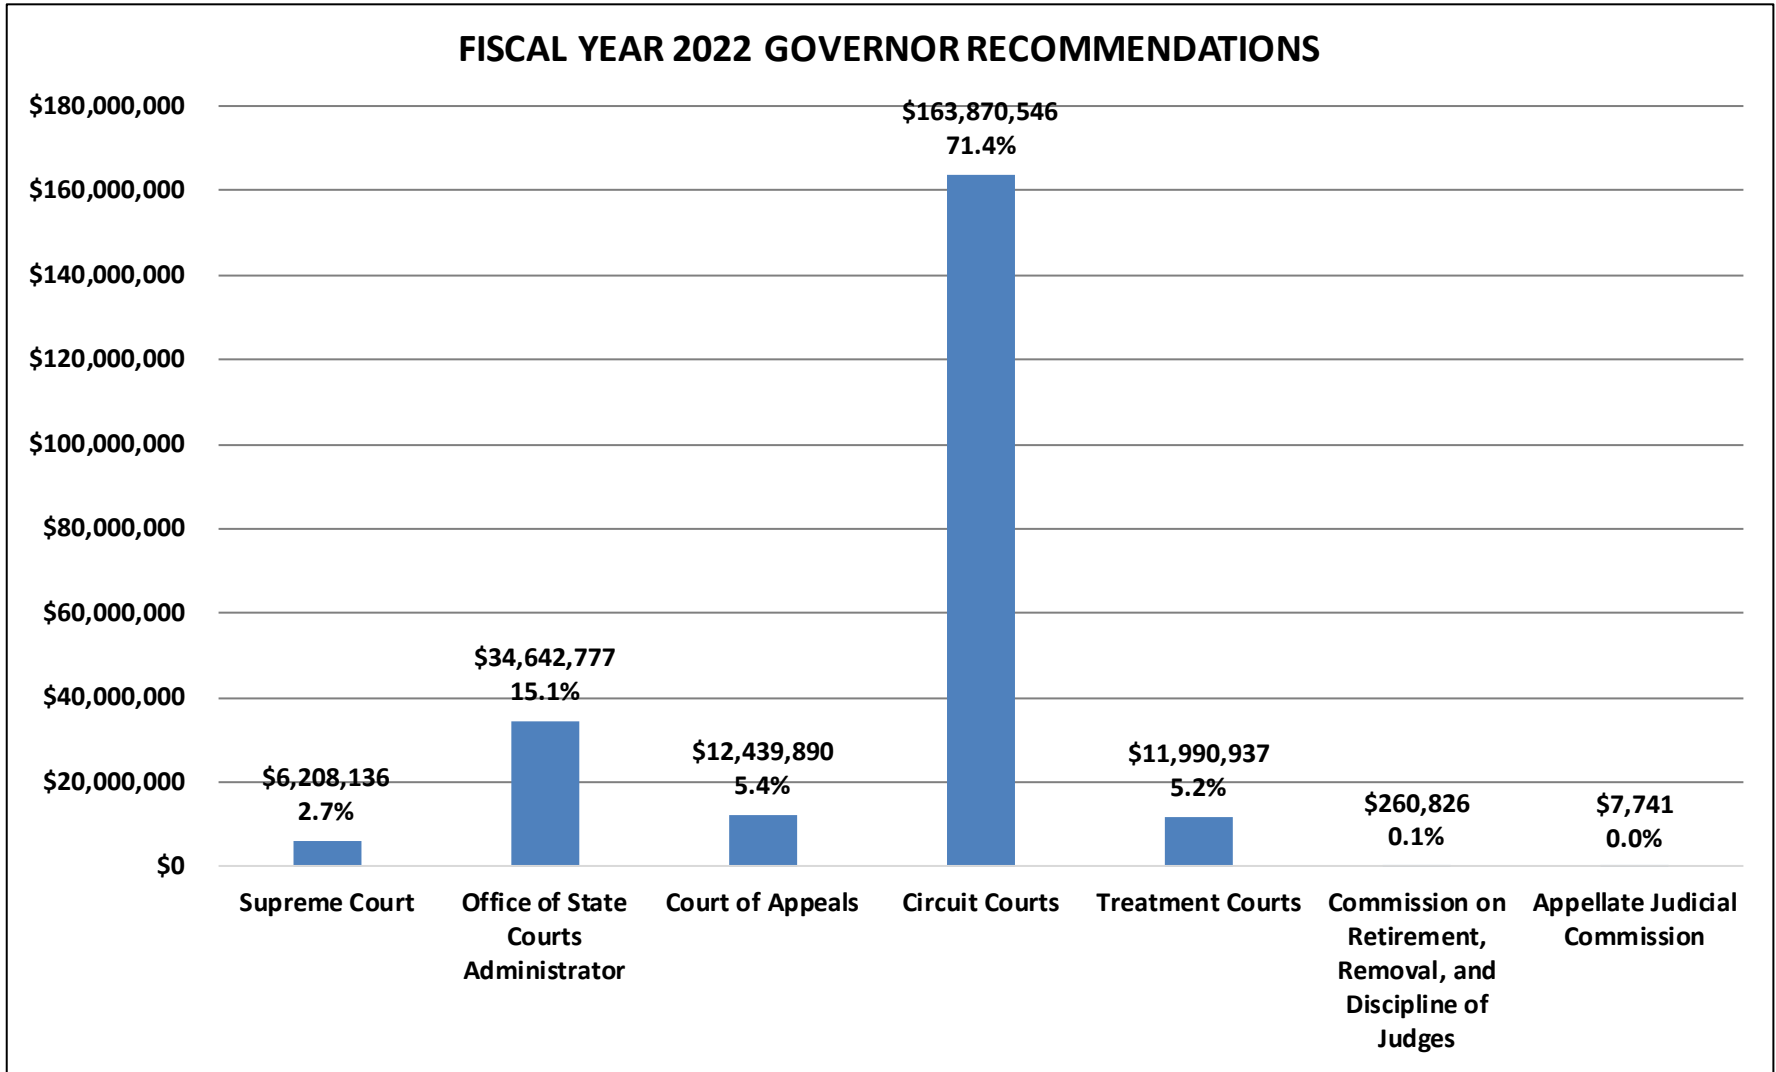 FISCAL YEAR 2022 GOVERNOR RECOMMENDATIONS
$180,000,000
$160,000,000
$140,000,000
$120,000,000
$100,000,000
$80,000,000
$60,000,000
$40,000,000
$20,000,000
$0
$6,208,136
2.7%
$34,642,777
15.1%
$12,439,890
5.4%
$163,870,546
71.4%
$11,990,937
5.2%
$260,826
0.1%
$7,741
0.0%
Supreme Court
Office of State
Courts
Administrator
Court of Appeals
Circuit Courts
Treatment Courts
Commission on
Retirement,
Removal, and
Discipline of
Judges
Appellate Judicial
Commission